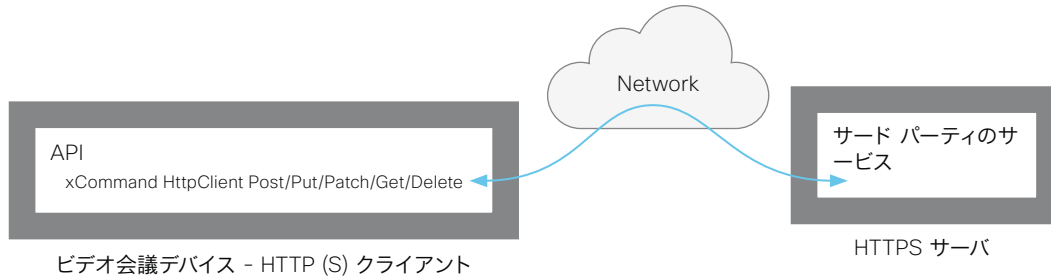 Network
API
xCommand HttpClient Post/Put/Patch/Get/Delete
サード パーティのサ
ービス
ビデオ会議デバイス - HTTP (S) クライアント
HTTPS サーバ